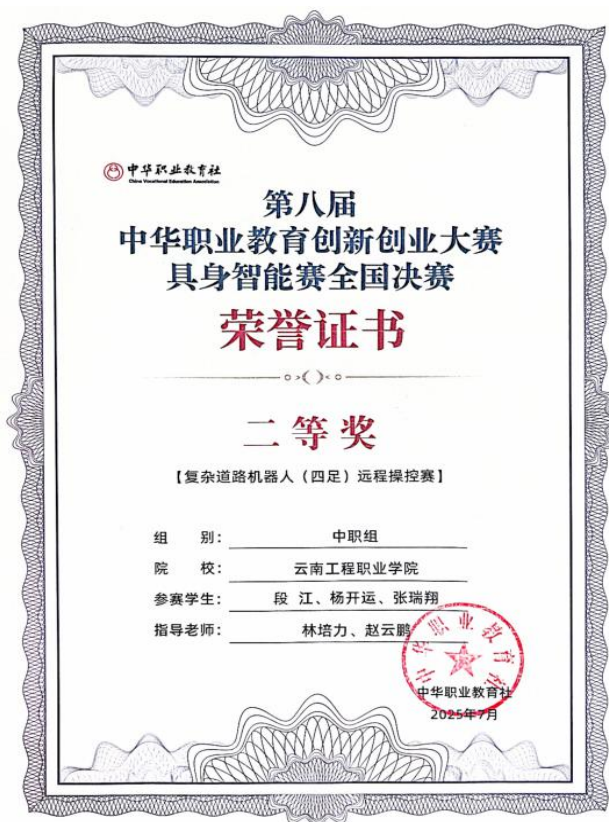 中华职业教育社
China Vocational Education Association
第八届
中华职业教育创新创业大赛
具身智能赛全国决赛
荣誉证书
二等奖
【复杂道路机器人（四足）远程操控赛】
组 别：中职组
院 校：云南工程职业学院
参赛学生：段 江、杨开运、张瑞翔
指导老师：林培力、赵云鹏
中华职业教育社
中华职业教育社
2025年7月